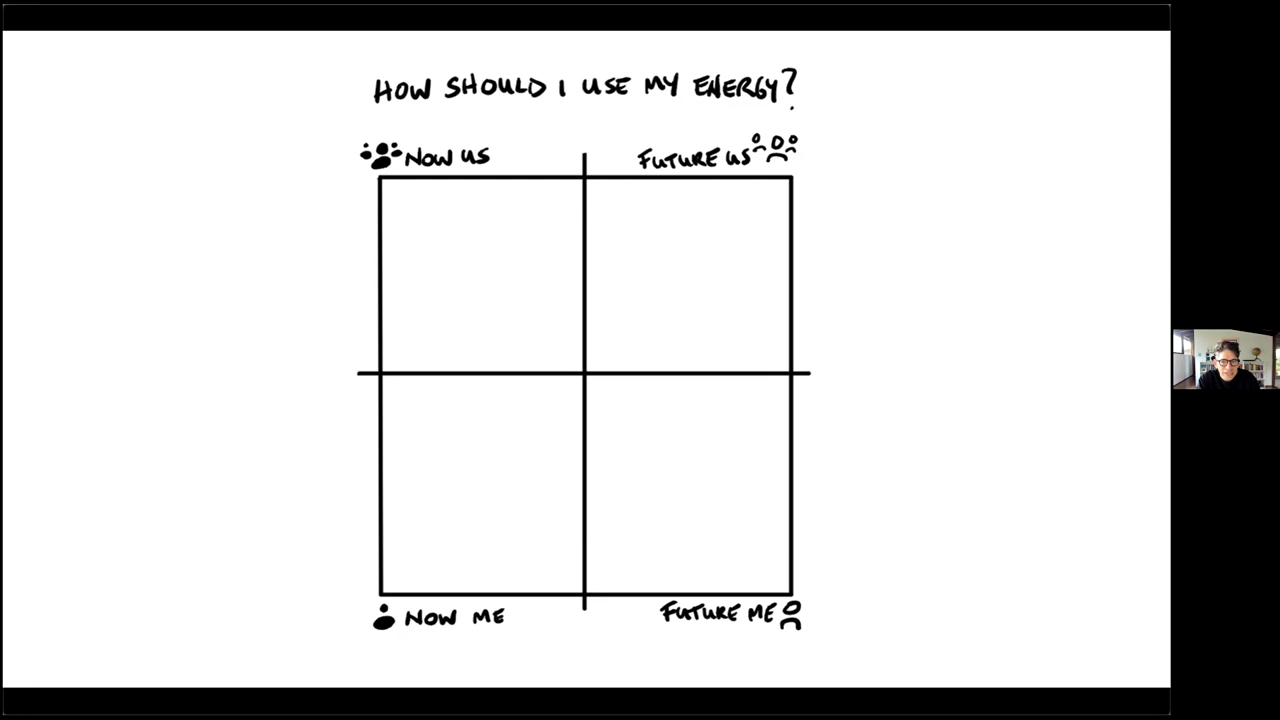 HOW SHOULD I USE MY ENERGY?
NOW US
FUTURE US
NOW ME
FUTURE ME